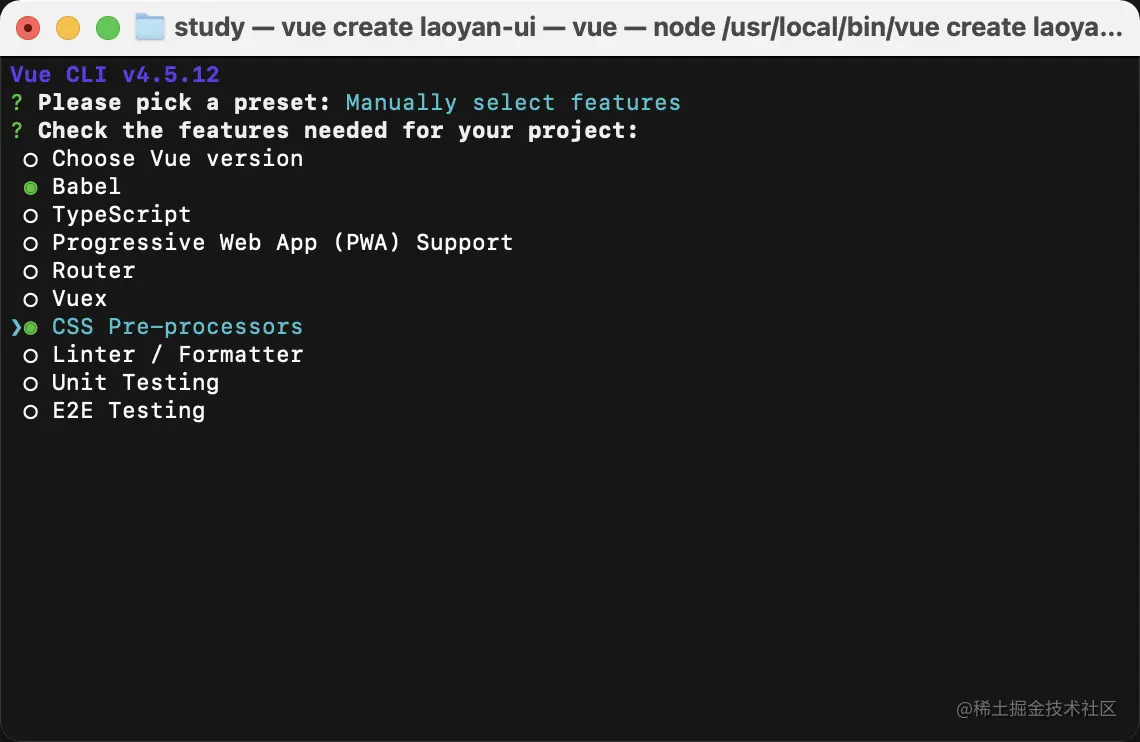 study — vue create laoyan-ui — vue — node /usr/local/bin/vue create laoya...
Vue CLI v4.5.12
? Please pick a preset: Manually select features
? Check the features needed for your project:
○ Choose Vue version
◉ Babel
○ TypeScript
○ Progressive Web App (PWA) Support
○ Router
○ Vuex
❯◉ CSS Pre-processors
○ Linter / Formatter
○ Unit Testing
○ E2E Testing
@稀土掘金技术社区